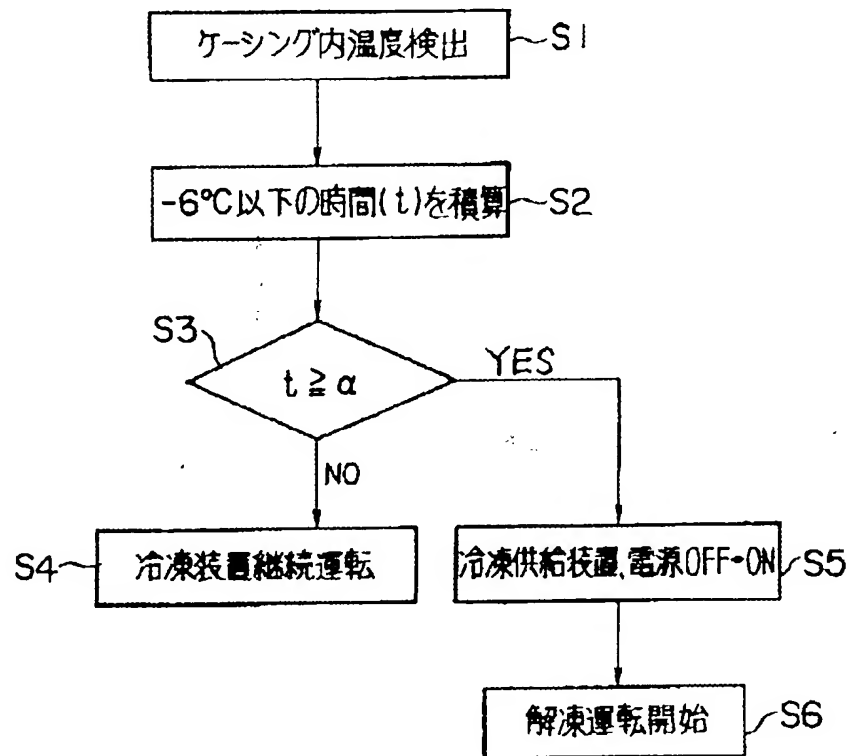 ケーシング内温度検出
S1
-6℃以下の時間(t)を積算
S2
S3
t ≧ α
YES
NO
S4
冷凍装置継続運転
冷凍供給装置,電源OFF・ON
S5
解凍運転開始
S6